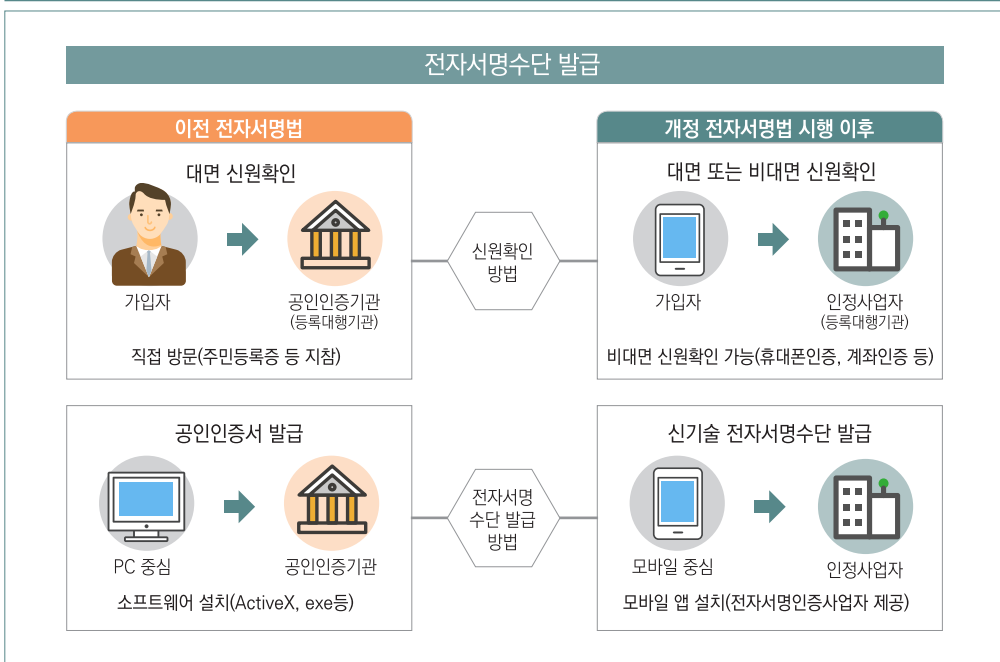 전자서명수단 발급
이전 전자서명법
대면 신원확인
가입자
공인인증기관
(등록대행기관)
직접 방문(주민등록증 등 지참)
신원확인
방법
개정 전자서명법 시행 이후
대면 또는 비대면 신원확인
가입자
인정사업자
(등록대행기관)
비대면 신원확인 가능(휴대폰인증, 계좌인증 등)
공인인증서 발급
PC 중심
공인인증기관
소프트웨어 설치(ActiveX, exe등)
전자서명
수단 발급
방법
신기술 전자서명수단 발급
모바일 중심
인정사업자
모바일 앱 설치(전자서명인증사업자 제공)